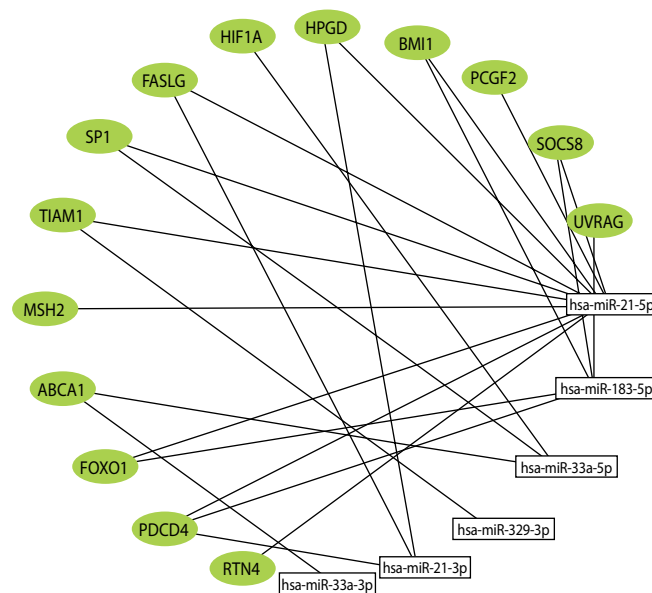 HIF1A
HPGD
BMI1
FASLG
PCGF2
SP1
SOCS8
TIAM1
UVRAG
MSH2
hsa-miR-21-5p
ABCA1
hsa-miR-183-5p
FOXO1
hsa-miR-33a-5p
PDCD4
hsa-miR-329-3p
RTN4
hsa-miR-21-3p
hsa-miR-33a-3p